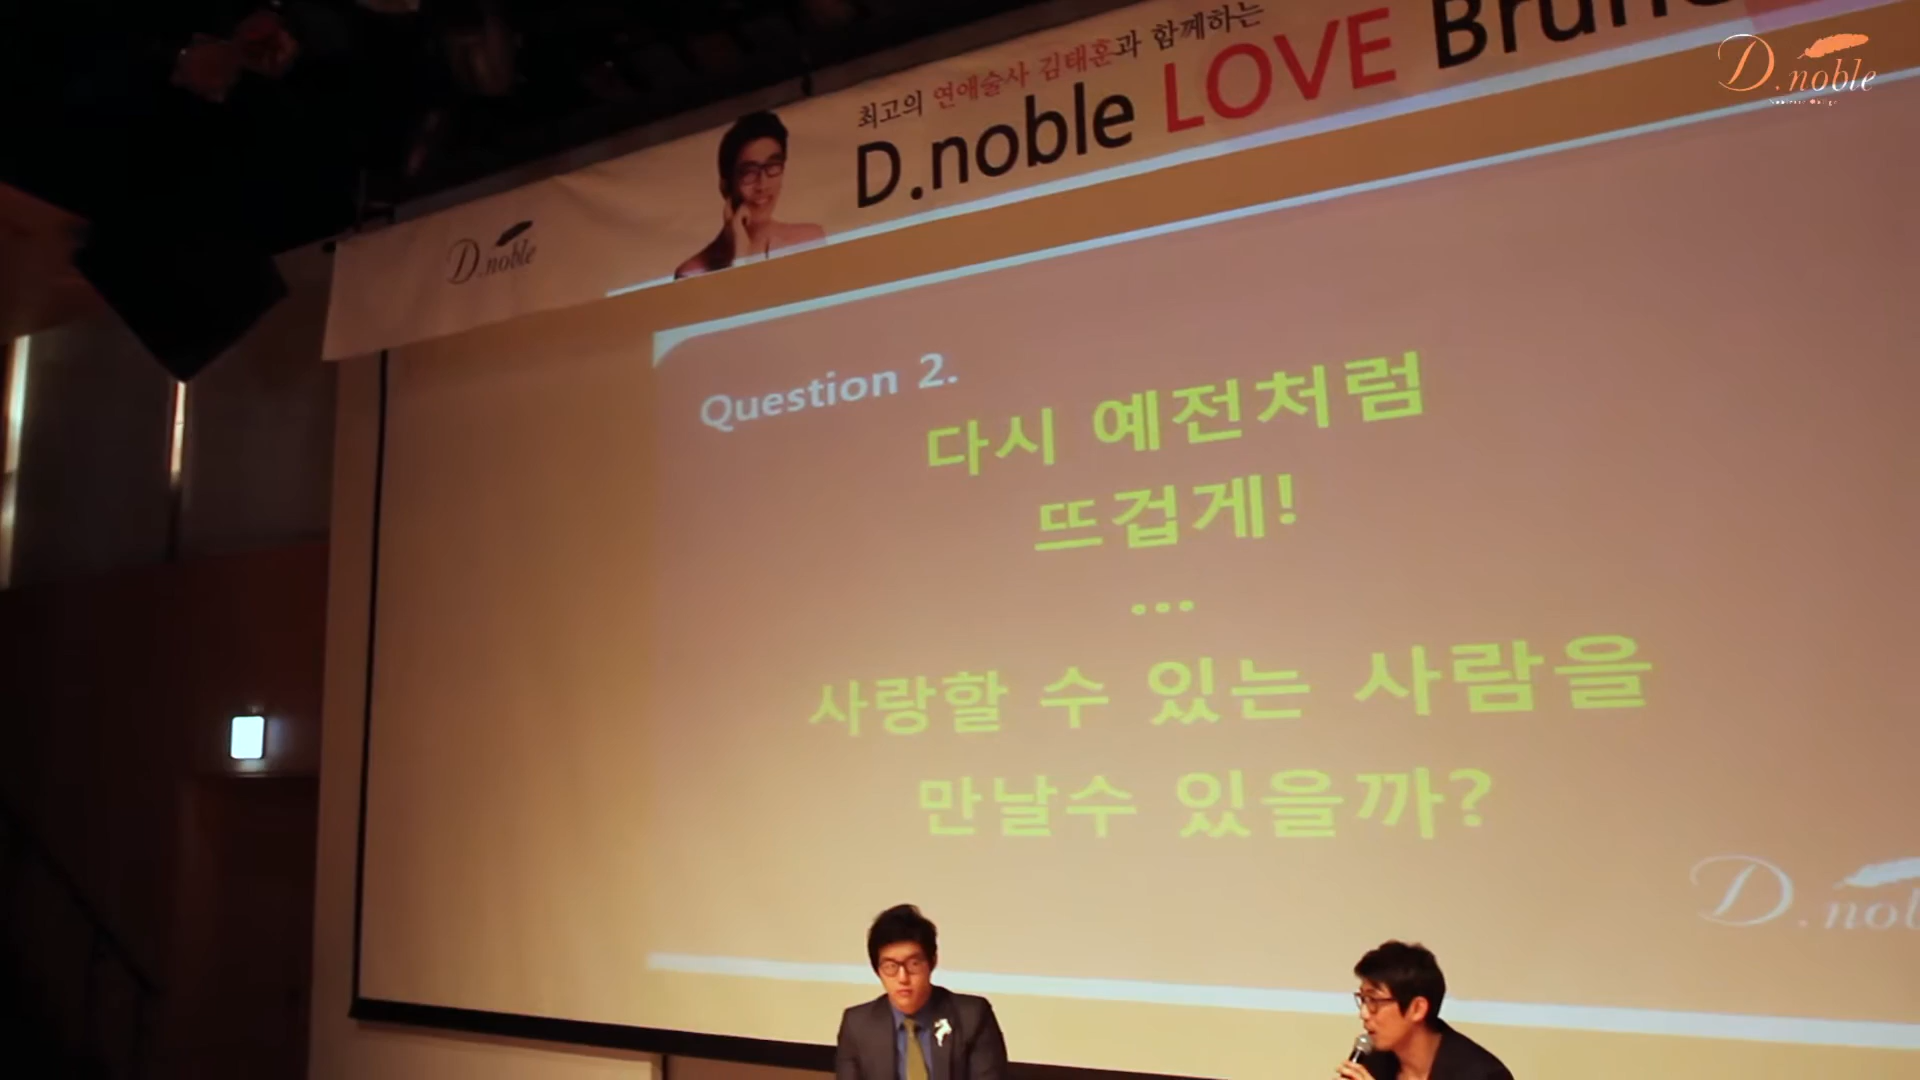 최고의 연애술사 김태훈과 함께하는
D.noble LOVE
D.noble
D.noble
Question 2.
다시 예전처럼
뜨겁게!
...
사랑할 수 있는 사람을
만날수 있을까?
D.nobl